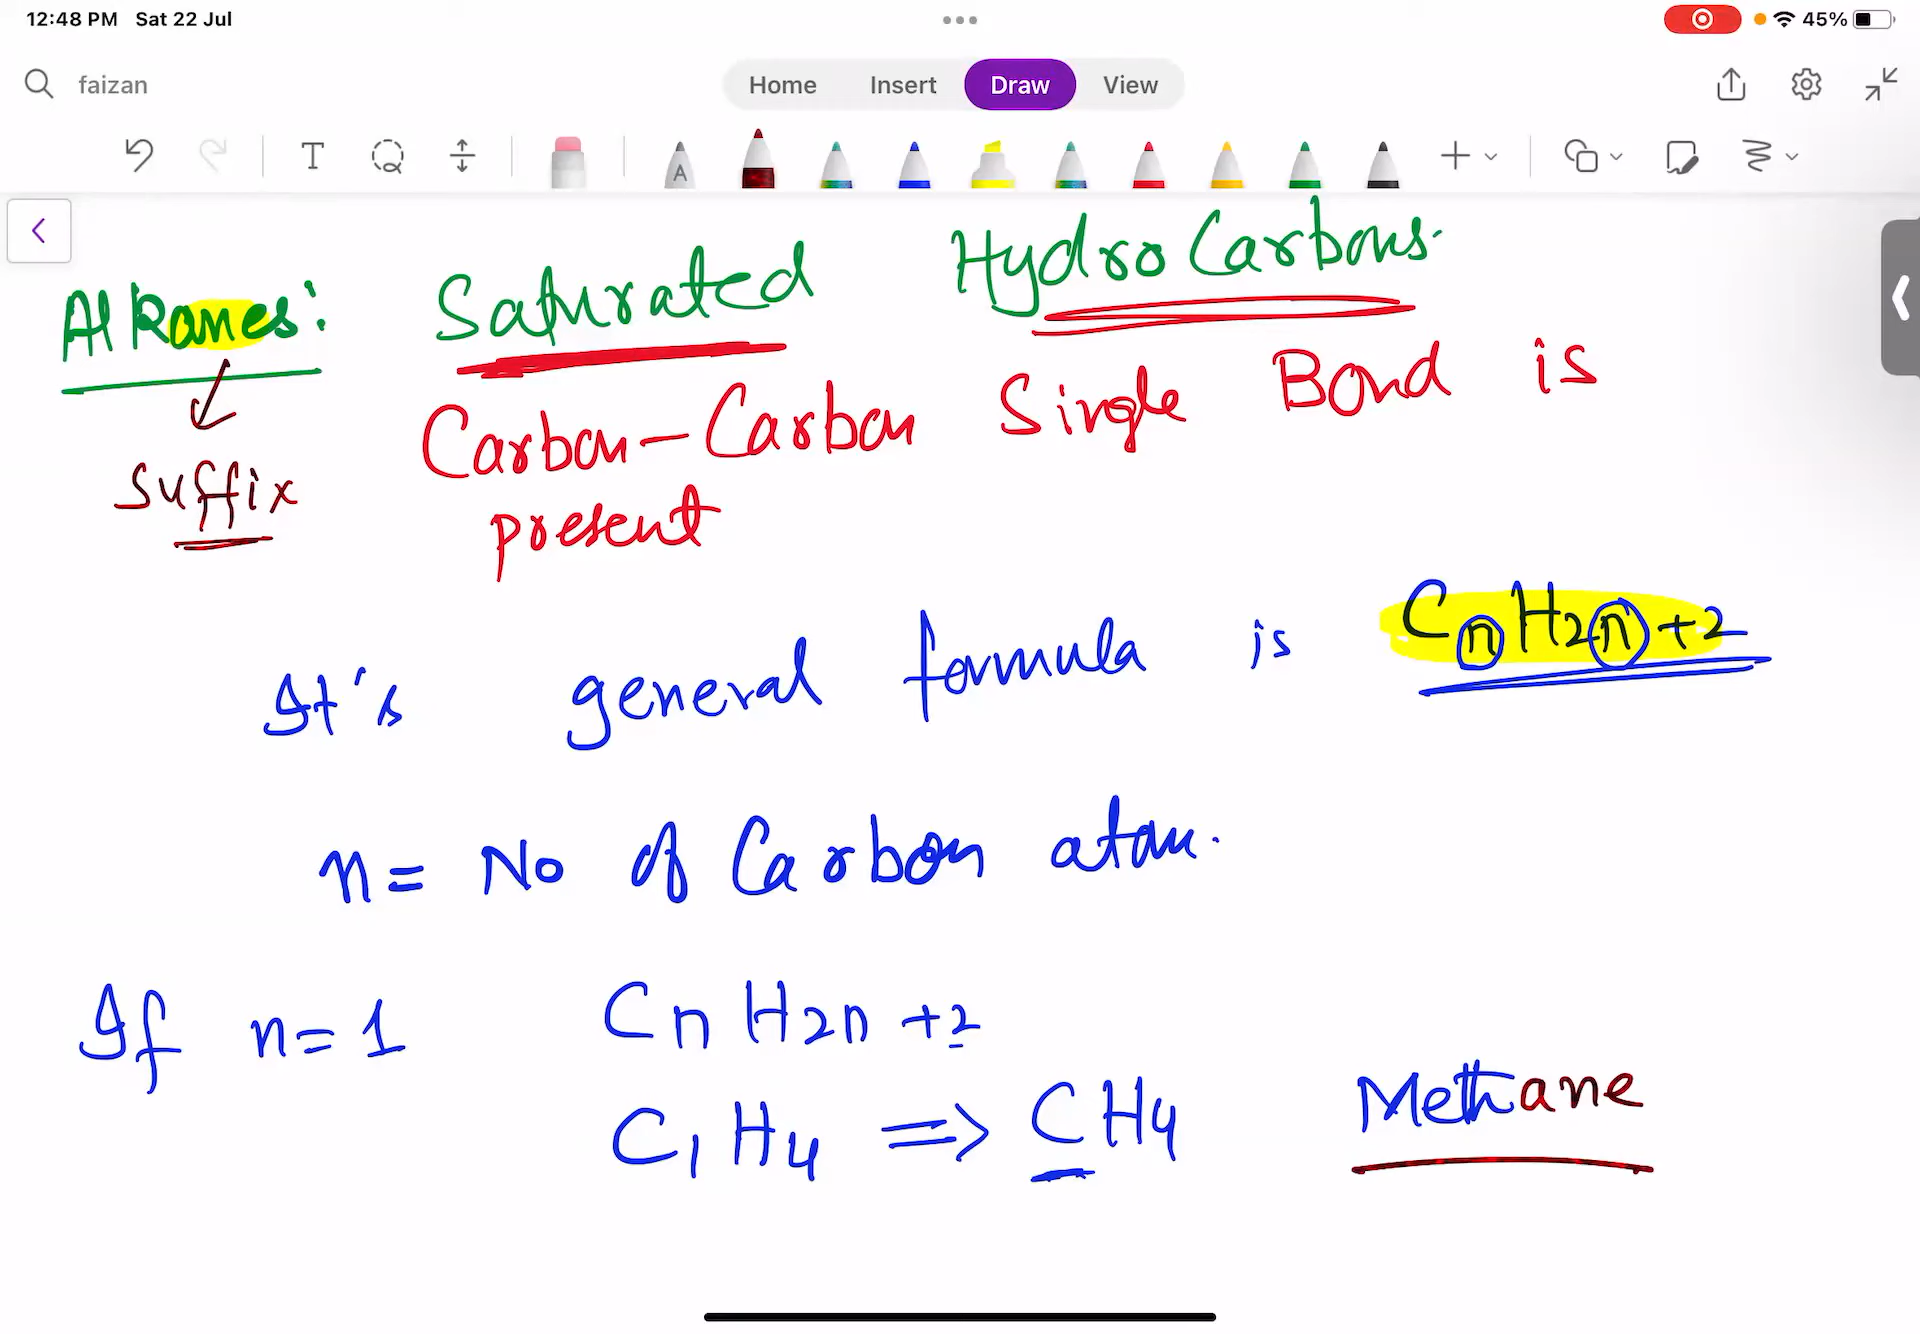 12:48 PM Sat 22 Jul
45%
faizan
Home Insert Draw View
T
A
Alkanes: Saturated HydroCarbons.
Suffix
Carbon-Carbon Single Bond is
present
It's general formula is CnH2n+2
n= No of Carbon atom.
If n=1 CnH2n+2
C1H4 => CH4 Methane